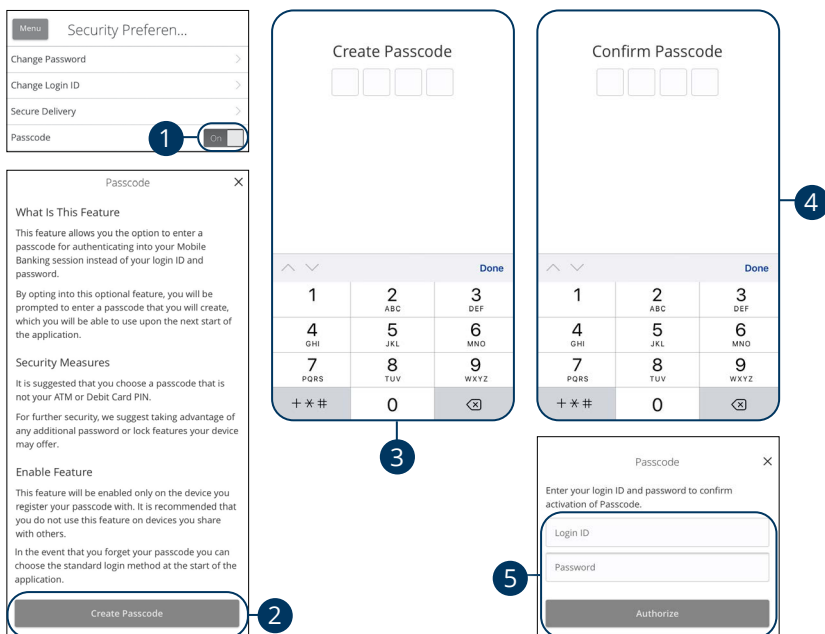 Menu
Security Preferen...
Change Password
Change Login ID
Secure Delivery
Passcode
On
1
Passcode
What Is This Feature
This feature allows you the option to enter a
passcode for authenticating into your Mobile
Banking session instead of your login ID and
password.
By opting into this optional feature, you will be
prompted to enter a passcode that you will create,
which you will be able to use upon the next start of
the application.
Security Measures
It is suggested that you choose a passcode that is
not your ATM or Debit Card PIN.
For further security, we suggest taking advantage of
any additional password or lock features your device
may offer.
Enable Feature
This feature will be enabled only on the device you
register your passcode with. It is recommended that
you do not use this feature on devices you share
with others.
In the event that you forget your passcode you can
choose the standard login method at the start of the
application.
Create Passcode
2
Create Passcode
Done
1 2 3
ABC DEF
4 5 6
GHI JKL MNO
7 8 9
PQRS TUV WXYZ
+*# 0
3
Confirm Passcode
Done
1 2 3
ABC DEF
4 5 6
GHI JKL MNO
7 8 9
PQRS TUV WXYZ
+*# 0
4
Passcode
Enter your login ID and password to confirm
activation of Passcode.
Login ID
Password
Authorize
5